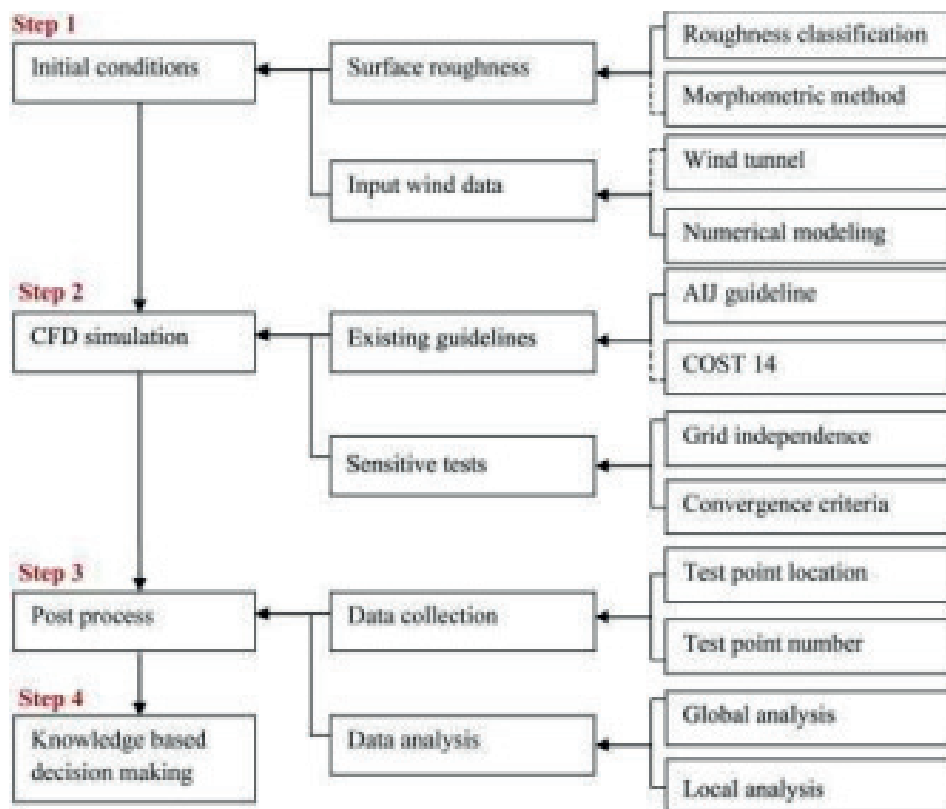 Step 1
Initial conditions
Surface roughness
Roughness classification
Morphometric method
Input wind data
Wind tunnel
Numerical modeling
Step 2
CFD simulation
Existing guidelines
AIJ guideline
COST 14
Sensitive tests
Grid independence
Convergence criteria
Step 3
Post process
Data collection
Test point location
Test point number
Step 4
Knowledge based
decision making
Data analysis
Global analysis
Local analysis